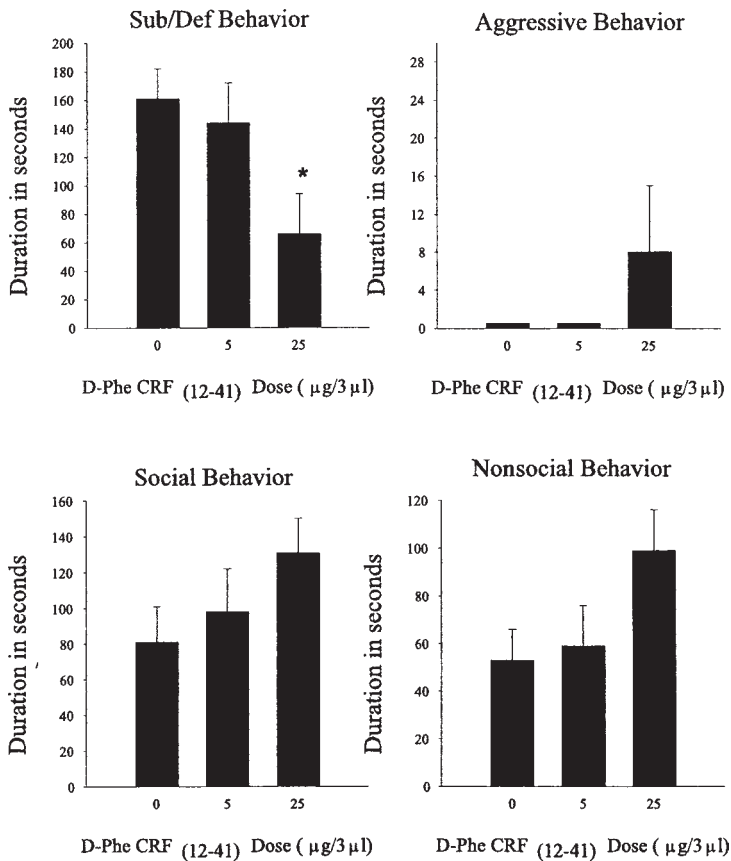 Sub/Def Behavior
Duration in seconds
200
180
160
140
120
100
80
60
40
20
0
*
0 5 25
D-Phe CRF (12-41) Dose ( μg/3 μl)
Aggressive Behavior
Duration in seconds
28
24
20
16
12
8
4
0
0 5 25
D-Phe CRF (12-41) Dose ( μg/3 μl)
Social Behavior
Duration in seconds
160
140
120
100
80
60
40
20
0
0 5 25
D-Phe CRF (12-41) Dose ( μg/3 μl)
Nonsocial Behavior
Duration in seconds
120
100
80
60
40
20
0
0 5 25
D-Phe CRF (12-41) Dose ( μg/3 μl)